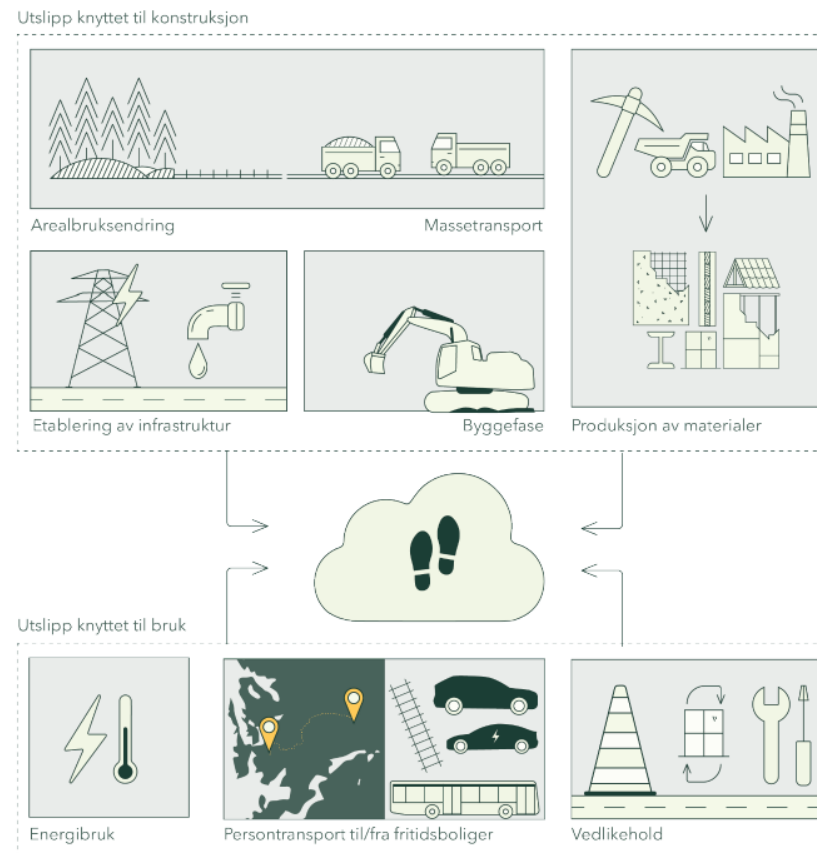 Utslipp knyttet til konstruksjon
Arealbruksendring
Massetransport
Etablering av infrastruktur
Byggefase
Produksjon av materialer
Utslipp knyttet til bruk
Energibruk
Persontransport til/fra fritidsboliger
Vedlikehold